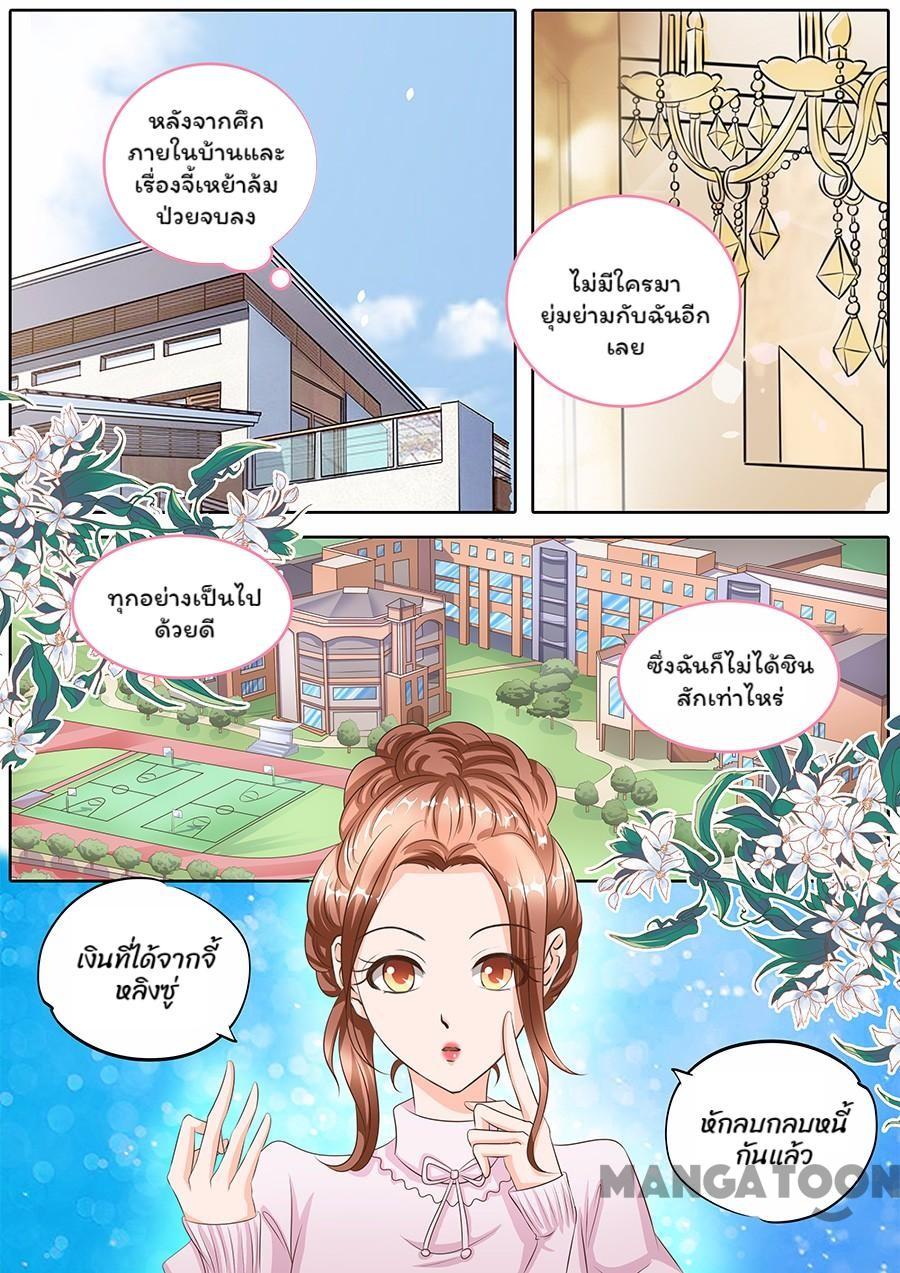 หลังจากศึก
ภายในบ้านและ
เรื่องจี้เหย้าล้ม
ป่วยจบลง
ไม่มีใครมา
ยุ่มย่ามกับฉันอีก
เลย
ทุกอย่างเป็นไป
ด้วยดี
ซึ่งฉันก็ไม่ได้ชิน
สักเท่าไหร่
เงินที่ได้จากจี้
หลิงซู่
หักลบกลบหนี้
กันแล้ว
MANGATOON